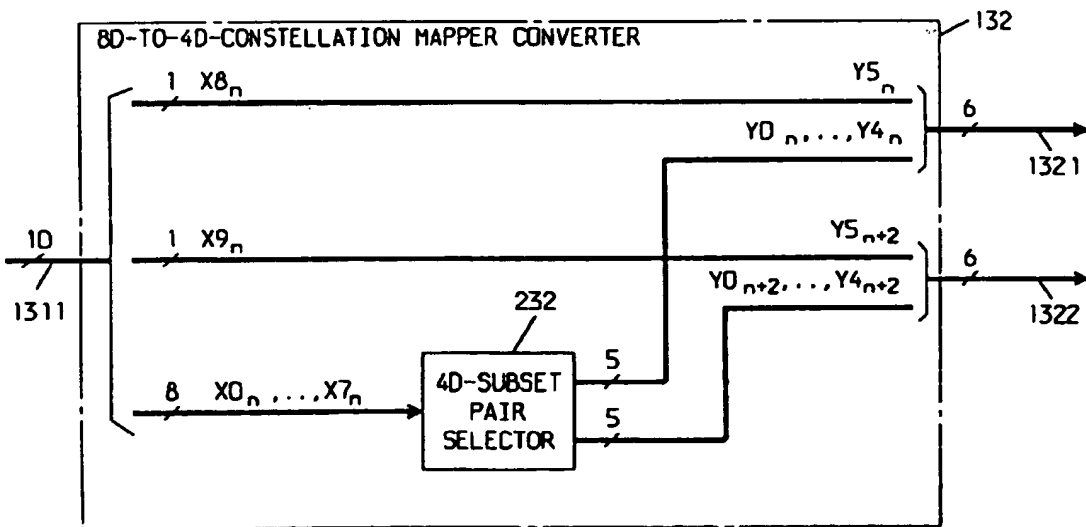 132
8D-TO-4D-CONSTELLATION MAPPER CONVERTER
1 X8n Y5n
6
Y0n,...,Y4n
1321
10
1 X9n Y5n+2
6
Y0n+2,...,Y4n+2
1311
232
1322
8 X0n,...,X7n
4D-SUBSET
PAIR
SELECTOR
5
5